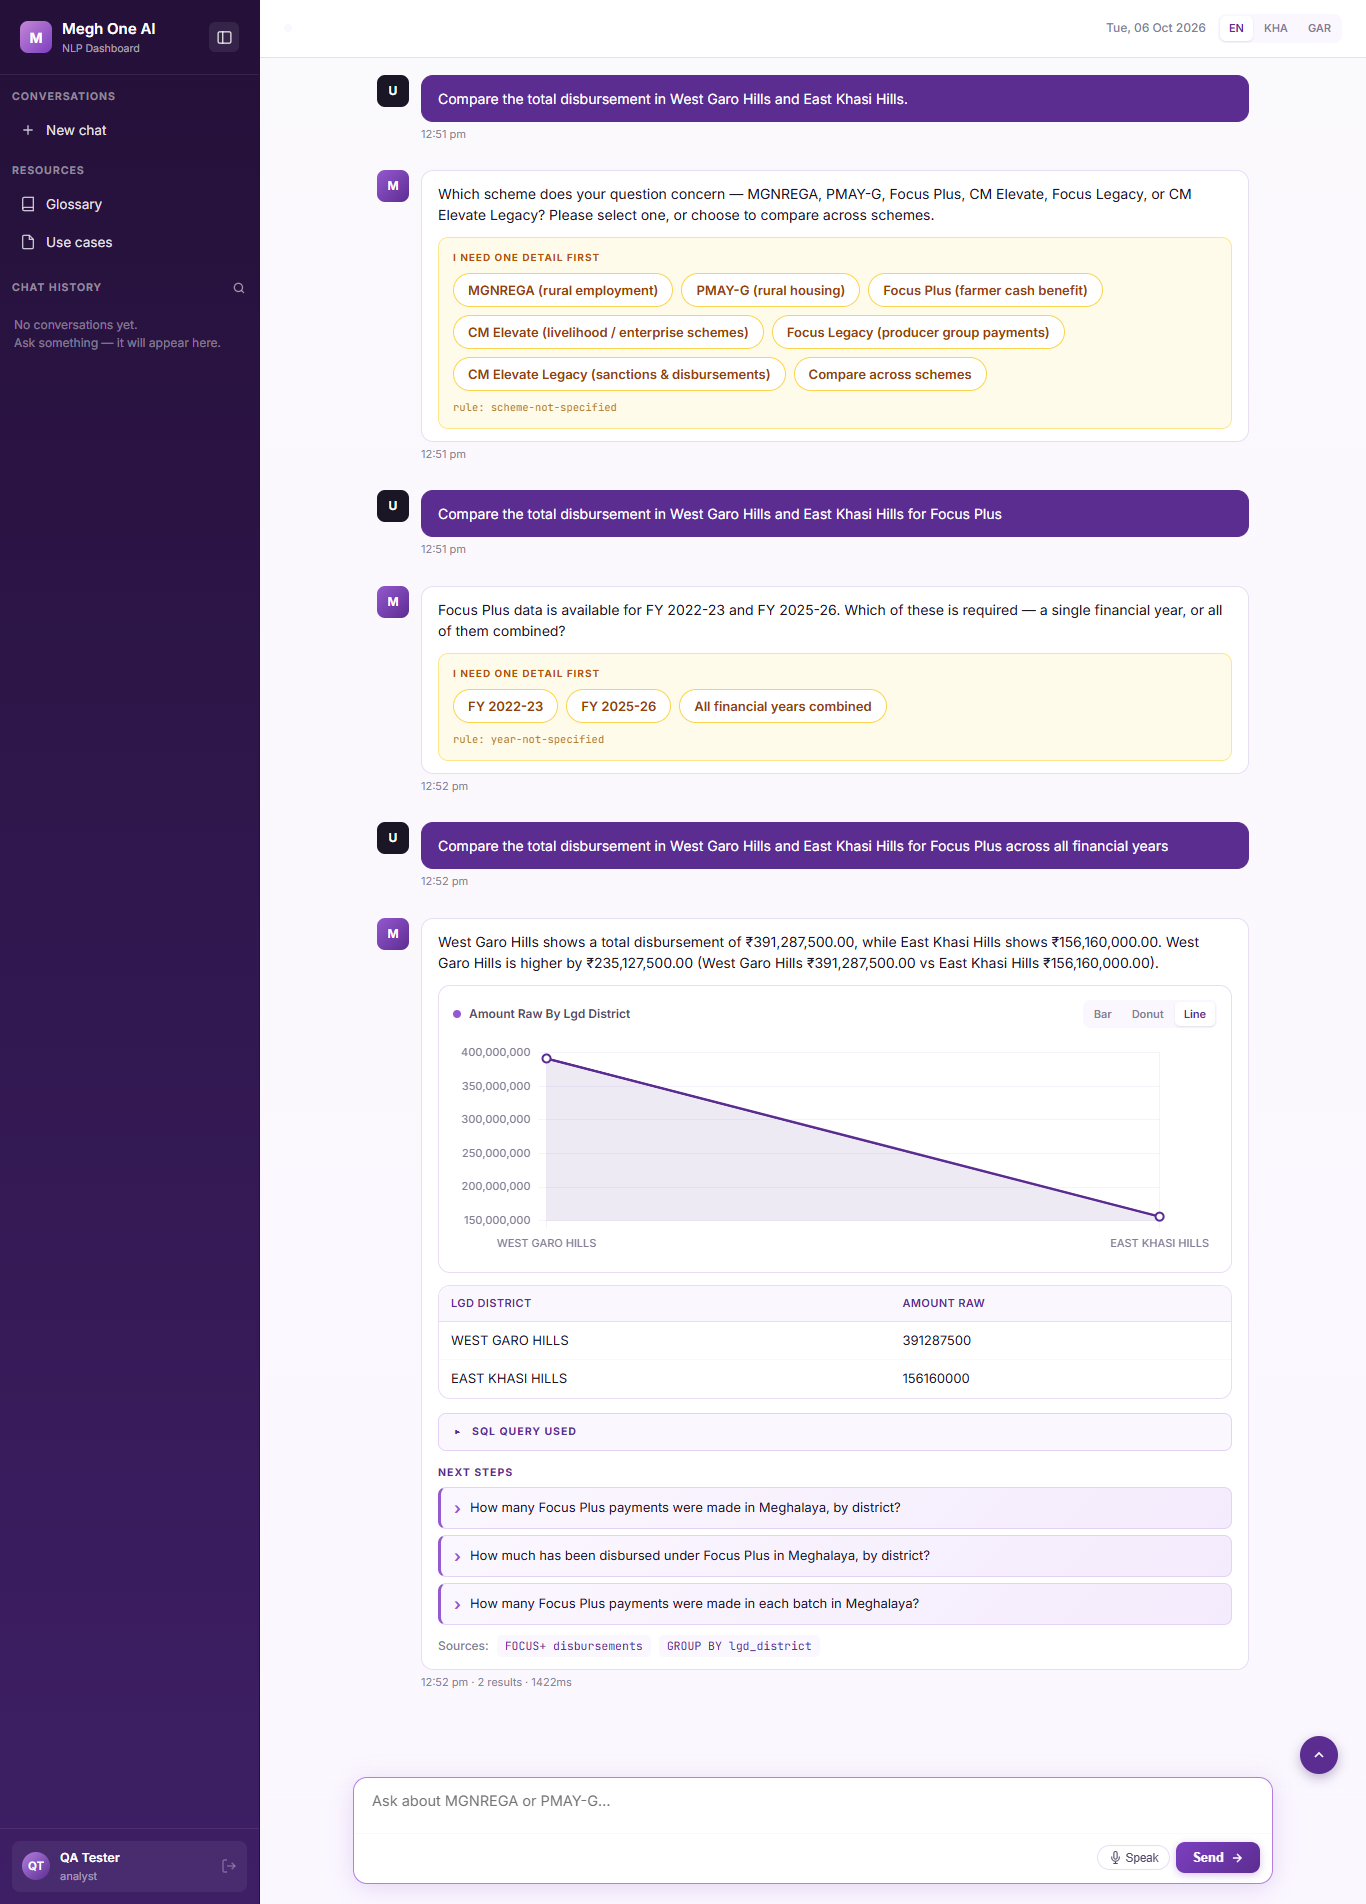 M
Megh One AI
NLP Dashboard
CONVERSATIONS
New chat
RESOURCES
Glossary
Use cases
CHAT HISTORY
No conversations yet.
Ask something — it will appear here.
QT
QA Tester
analyst
Tue, 06 Oct 2026
EN KHA GAR
U
Compare the total disbursement in West Garo Hills and East Khasi Hills.
12:51 pm
M
Which scheme does your question concern — MGNREGA, PMAY-G, Focus Plus, CM Elevate, Focus Legacy, or CM
Elevate Legacy? Please select one, or choose to compare across schemes.
I NEED ONE DETAIL FIRST
MGNREGA (rural employment) PMAY-G (rural housing) Focus Plus (farmer cash benefit)
CM Elevate (livelihood / enterprise schemes) Focus Legacy (producer group payments)
CM Elevate Legacy (sanctions & disbursements) Compare across schemes
rule: scheme-not-specified
12:51 pm
U
Compare the total disbursement in West Garo Hills and East Khasi Hills for Focus Plus
12:51 pm
M
Focus Plus data is available for FY 2022-23 and FY 2025-26. Which of these is required — a single financial year, or all
of them combined?
I NEED ONE DETAIL FIRST
FY 2022-23 FY 2025-26 All financial years combined
rule: year-not-specified
12:52 pm
U
Compare the total disbursement in West Garo Hills and East Khasi Hills for Focus Plus across all financial years
12:52 pm
M
West Garo Hills shows a total disbursement of ₹391,287,500.00, while East Khasi Hills shows ₹156,160,000.00. West
Garo Hills is higher by ₹235,127,500.00 (West Garo Hills ₹391,287,500.00 vs East Khasi Hills ₹156,160,000.00).
Amount Raw By Lgd District
Bar Donut Line
400,000,000
350,000,000
300,000,000
250,000,000
200,000,000
150,000,000
WEST GARO HILLS EAST KHASI HILLS
LGD DISTRICT AMOUNT RAW
WEST GARO HILLS 391287500
EAST KHASI HILLS 156160000
SQL QUERY USED
NEXT STEPS
How many Focus Plus payments were made in Meghalaya, by district?
How much has been disbursed under Focus Plus in Meghalaya, by district?
How many Focus Plus payments were made in each batch in Meghalaya?
Sources: FOCUS+ disbursements GROUP BY lgd_district
12:52 pm · 2 results · 1422ms
Ask about MGNREGA or PMAY-G...
Speak Send →